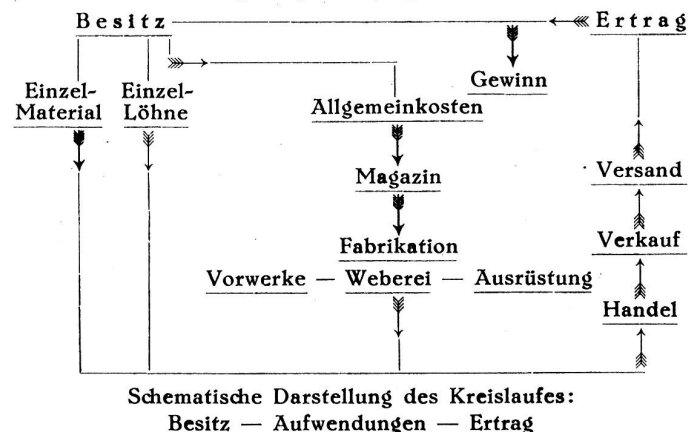 Besitz
Ertrag
Gewinn
Einzel-
Material
Einzel-
Löhne
Allgemeinkosten
Magazin
Fabrikation
Vorwerke — Weberei — Ausrüstung
Versand
Verkauf
Handel
Schematische Darstellung des Kreislaufes:
Besitz — Aufwendungen — Ertrag